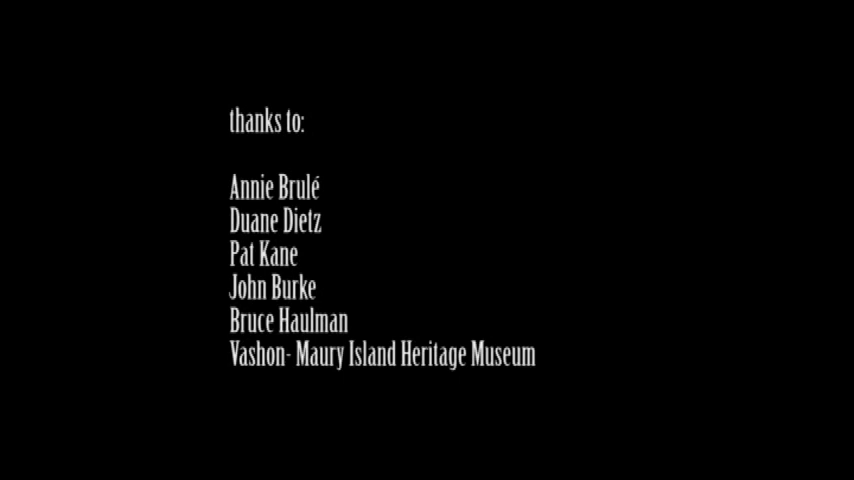 thanks to:
Annie Brulé
Duane Dietz
Pat Kane
John Burke
Bruce Haulman
Vashon- Maury Island Heritage Museum